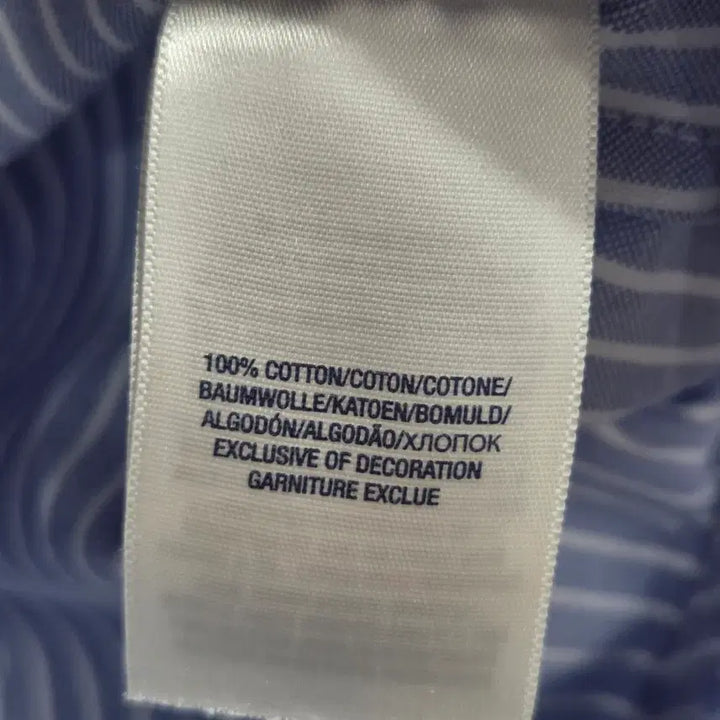 100% COTTON/COTON/COTONE/
BAUMWOLLE/KATOEN/BOMULD/
ALGODÓN/ALGODÃO/ХЛОПОК
EXCLUSIVE OF DECORATION
GARNITURE EXCLUE